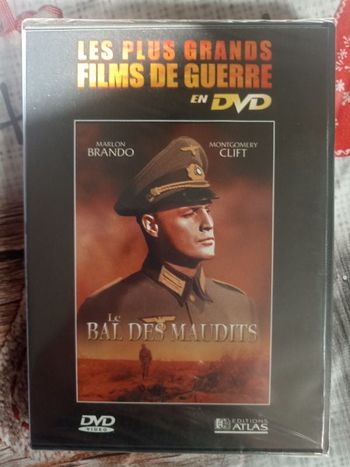 LES PLUS GRANDS
FILMS DE GUERRE
EN DVD
MARLON
BRANDO
MONTGOMERY
CLIFT
Le
BAL DES MAUDITS
DVD
VIDEO
EDITIONS
ATLAS